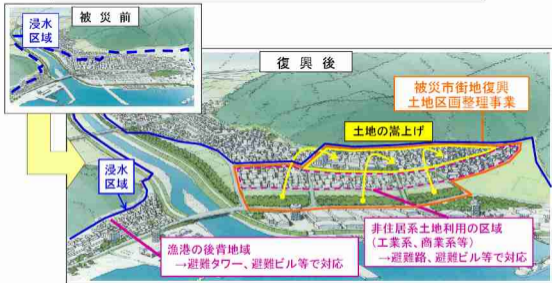 被災前
浸水
区域
復興後
被災市街地復興
土地区画整理事業
土地の嵩上げ
浸水
区域
非住居系土地利用の区域
(工業系、商業系等)
→避難路、避難ビル等で対応
漁港の後背地域
→避難タワー、避難ビル等で対応